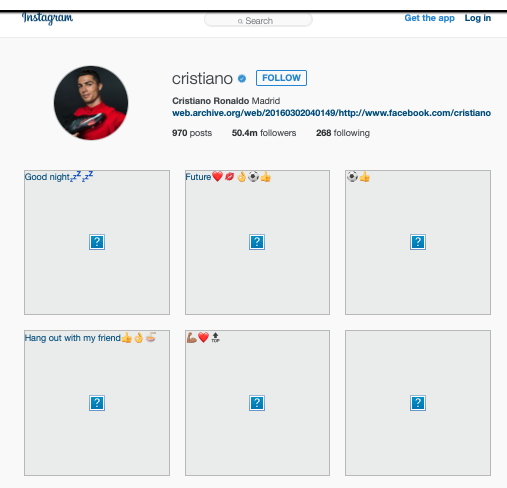 Instagram
Search
Get the app Log in
cristiano FOLLOW
Cristiano Ronaldo Madrid
web.archive.org/web/20160302040149/http://www.facebook.com/cristiano
970 posts 50.4m followers 268 following
Good night💤💤
Future❤️💋👌⚽👍
⚽👍
Hang out with my friend👍👌💪
💪❤️🔝